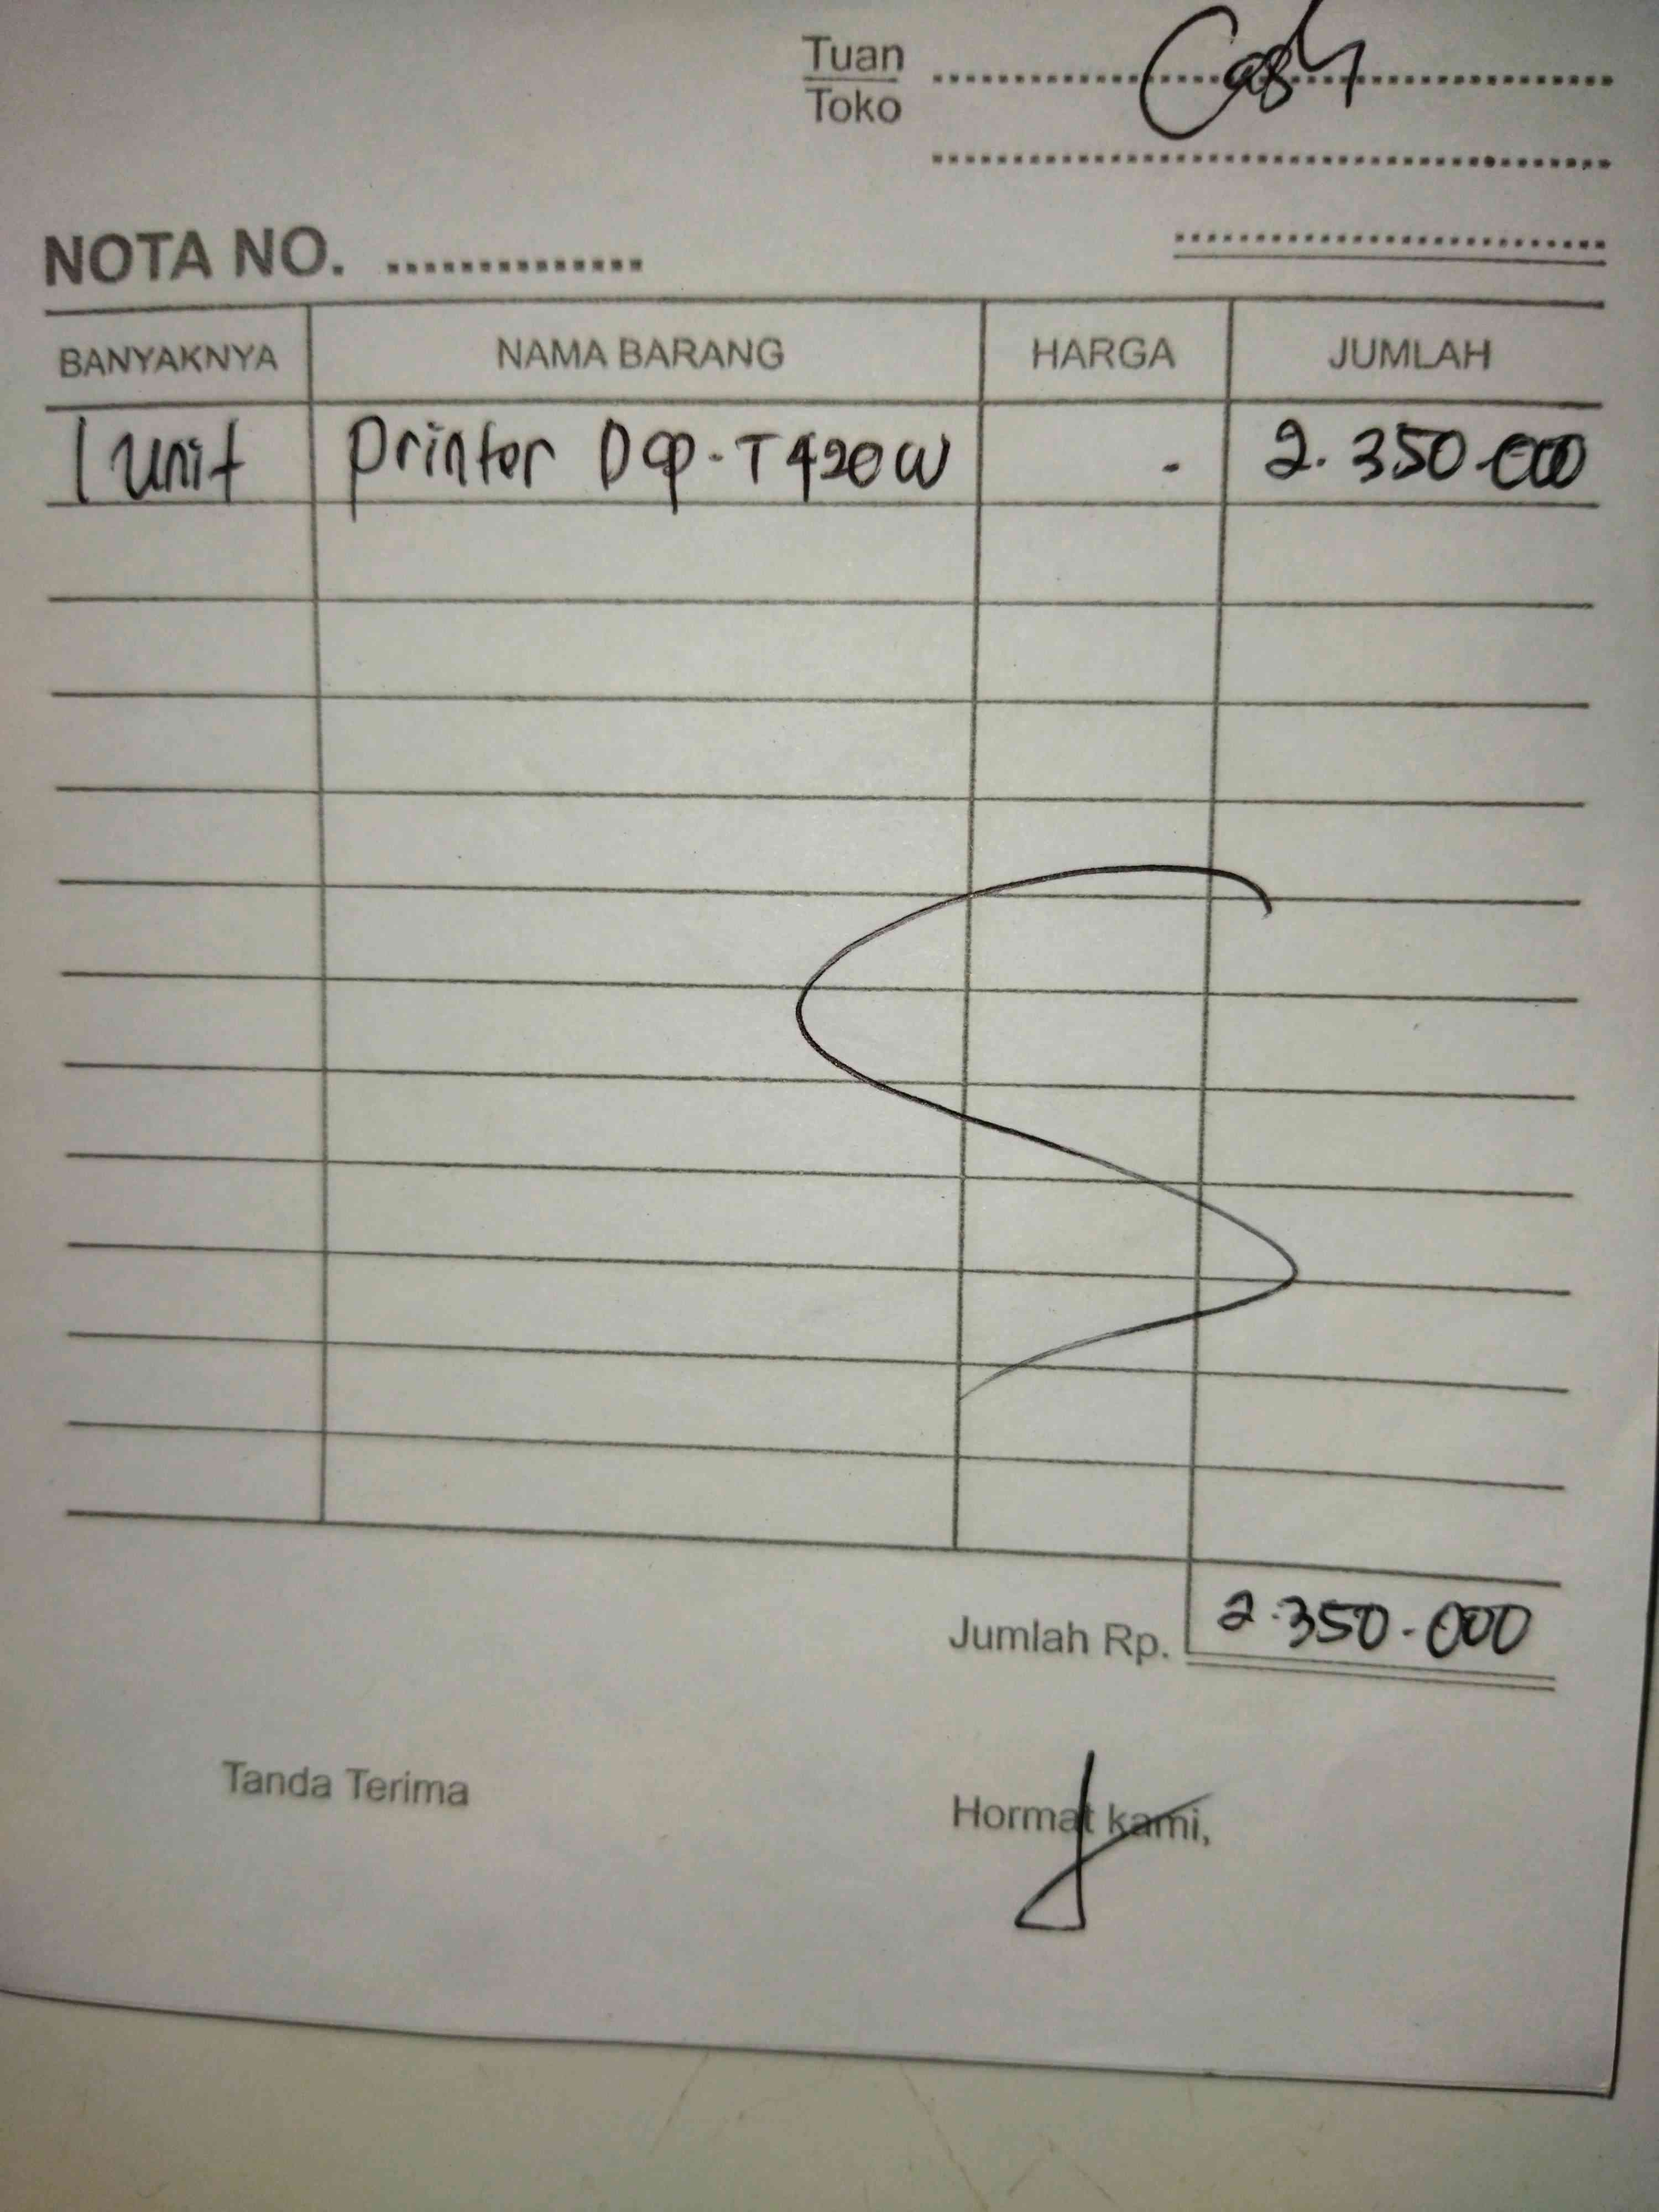 Tuan Cash
Toko
NOTA NO. ..............
BANYAKNYA NAMA BARANG HARGA JUMLAH
1 unit Printer Dcp-T420W - 2.350.000
Jumlah Rp. 2.350.000
Tanda Terima Hormat kami,